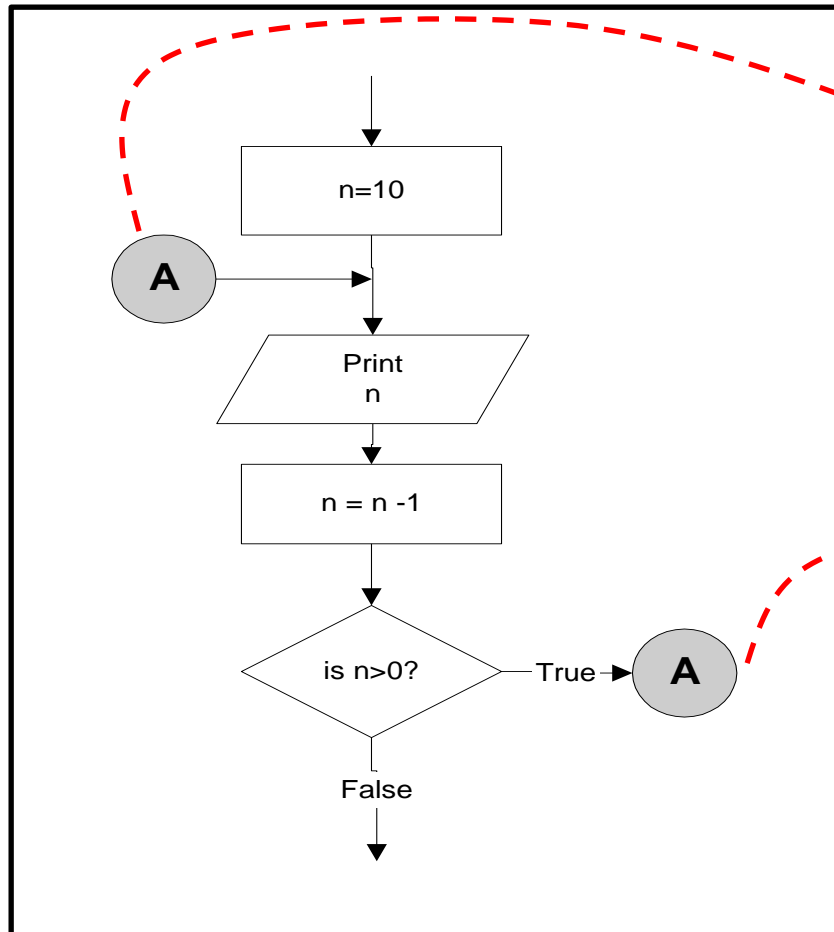 n=10
A
Print
n
n = n -1
is n>0?
True
A
False